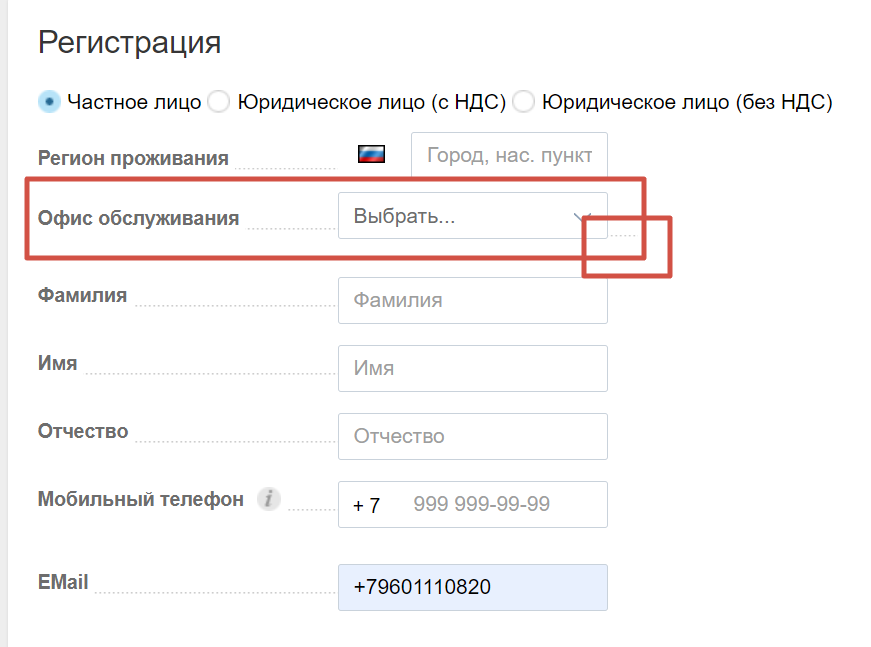 Регистрация
Частное лицо Юридическое лицо (с НДС) Юридическое лицо (без НДС)
Регион проживания Город, нас. пункт
Офис обслуживания Выбрать...
Фамилия Фамилия
Имя Имя
Отчество Отчество
Мобильный телефон i + 7 999 999-99-99
EMail +79601110820